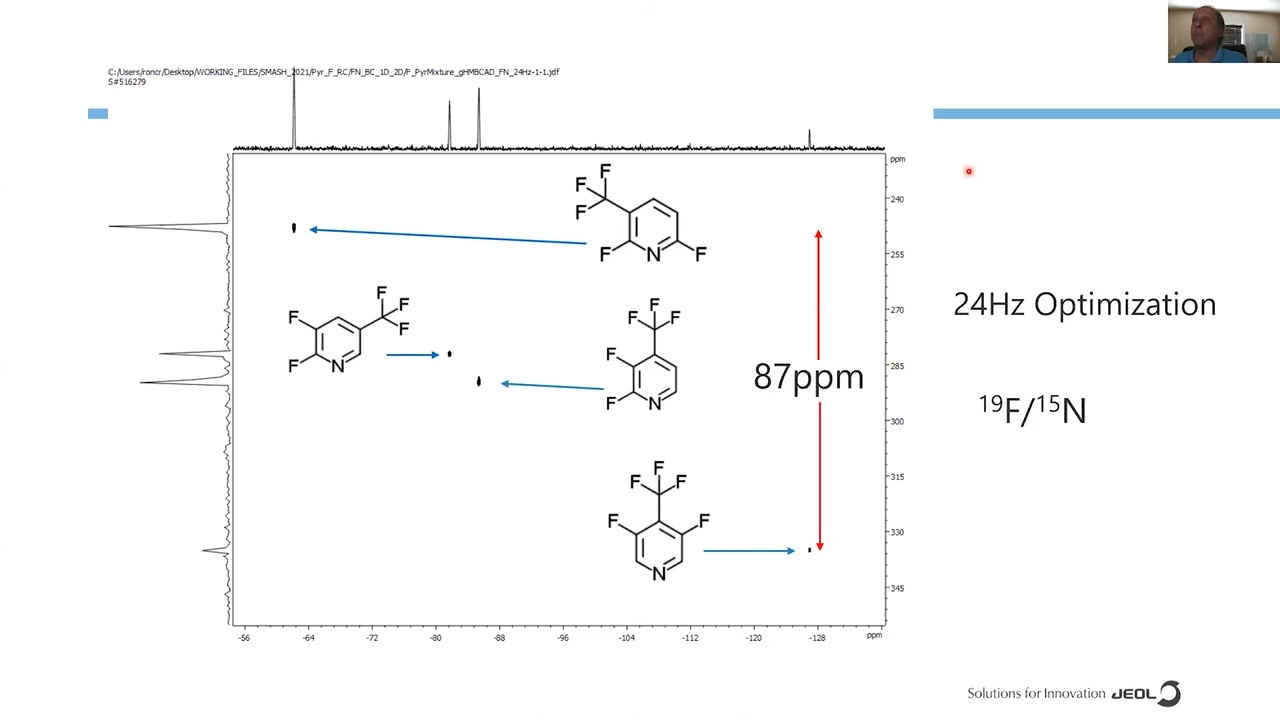 C:/Users/roncr/Desktop/WORKING_FILES/SMASH_2021/Pyr_F_RC/FN_BC_1D_2D/F_PyrMixture_gHMBCAD_FN_24Hz-1-1.jdf
S#516279
ppm
240
255
270
285
300
315
330
345
F
F
F
F
N
F
F
F
F
F
F
N
F
F
F
F
F
N
F
F
F
F
F
N
87ppm
-56
-64
-72
-80
-88
-96
-104
-112
-120
-128
ppm
24Hz Optimization
¹⁹F/¹⁵N
Solutions for Innovation JEOL